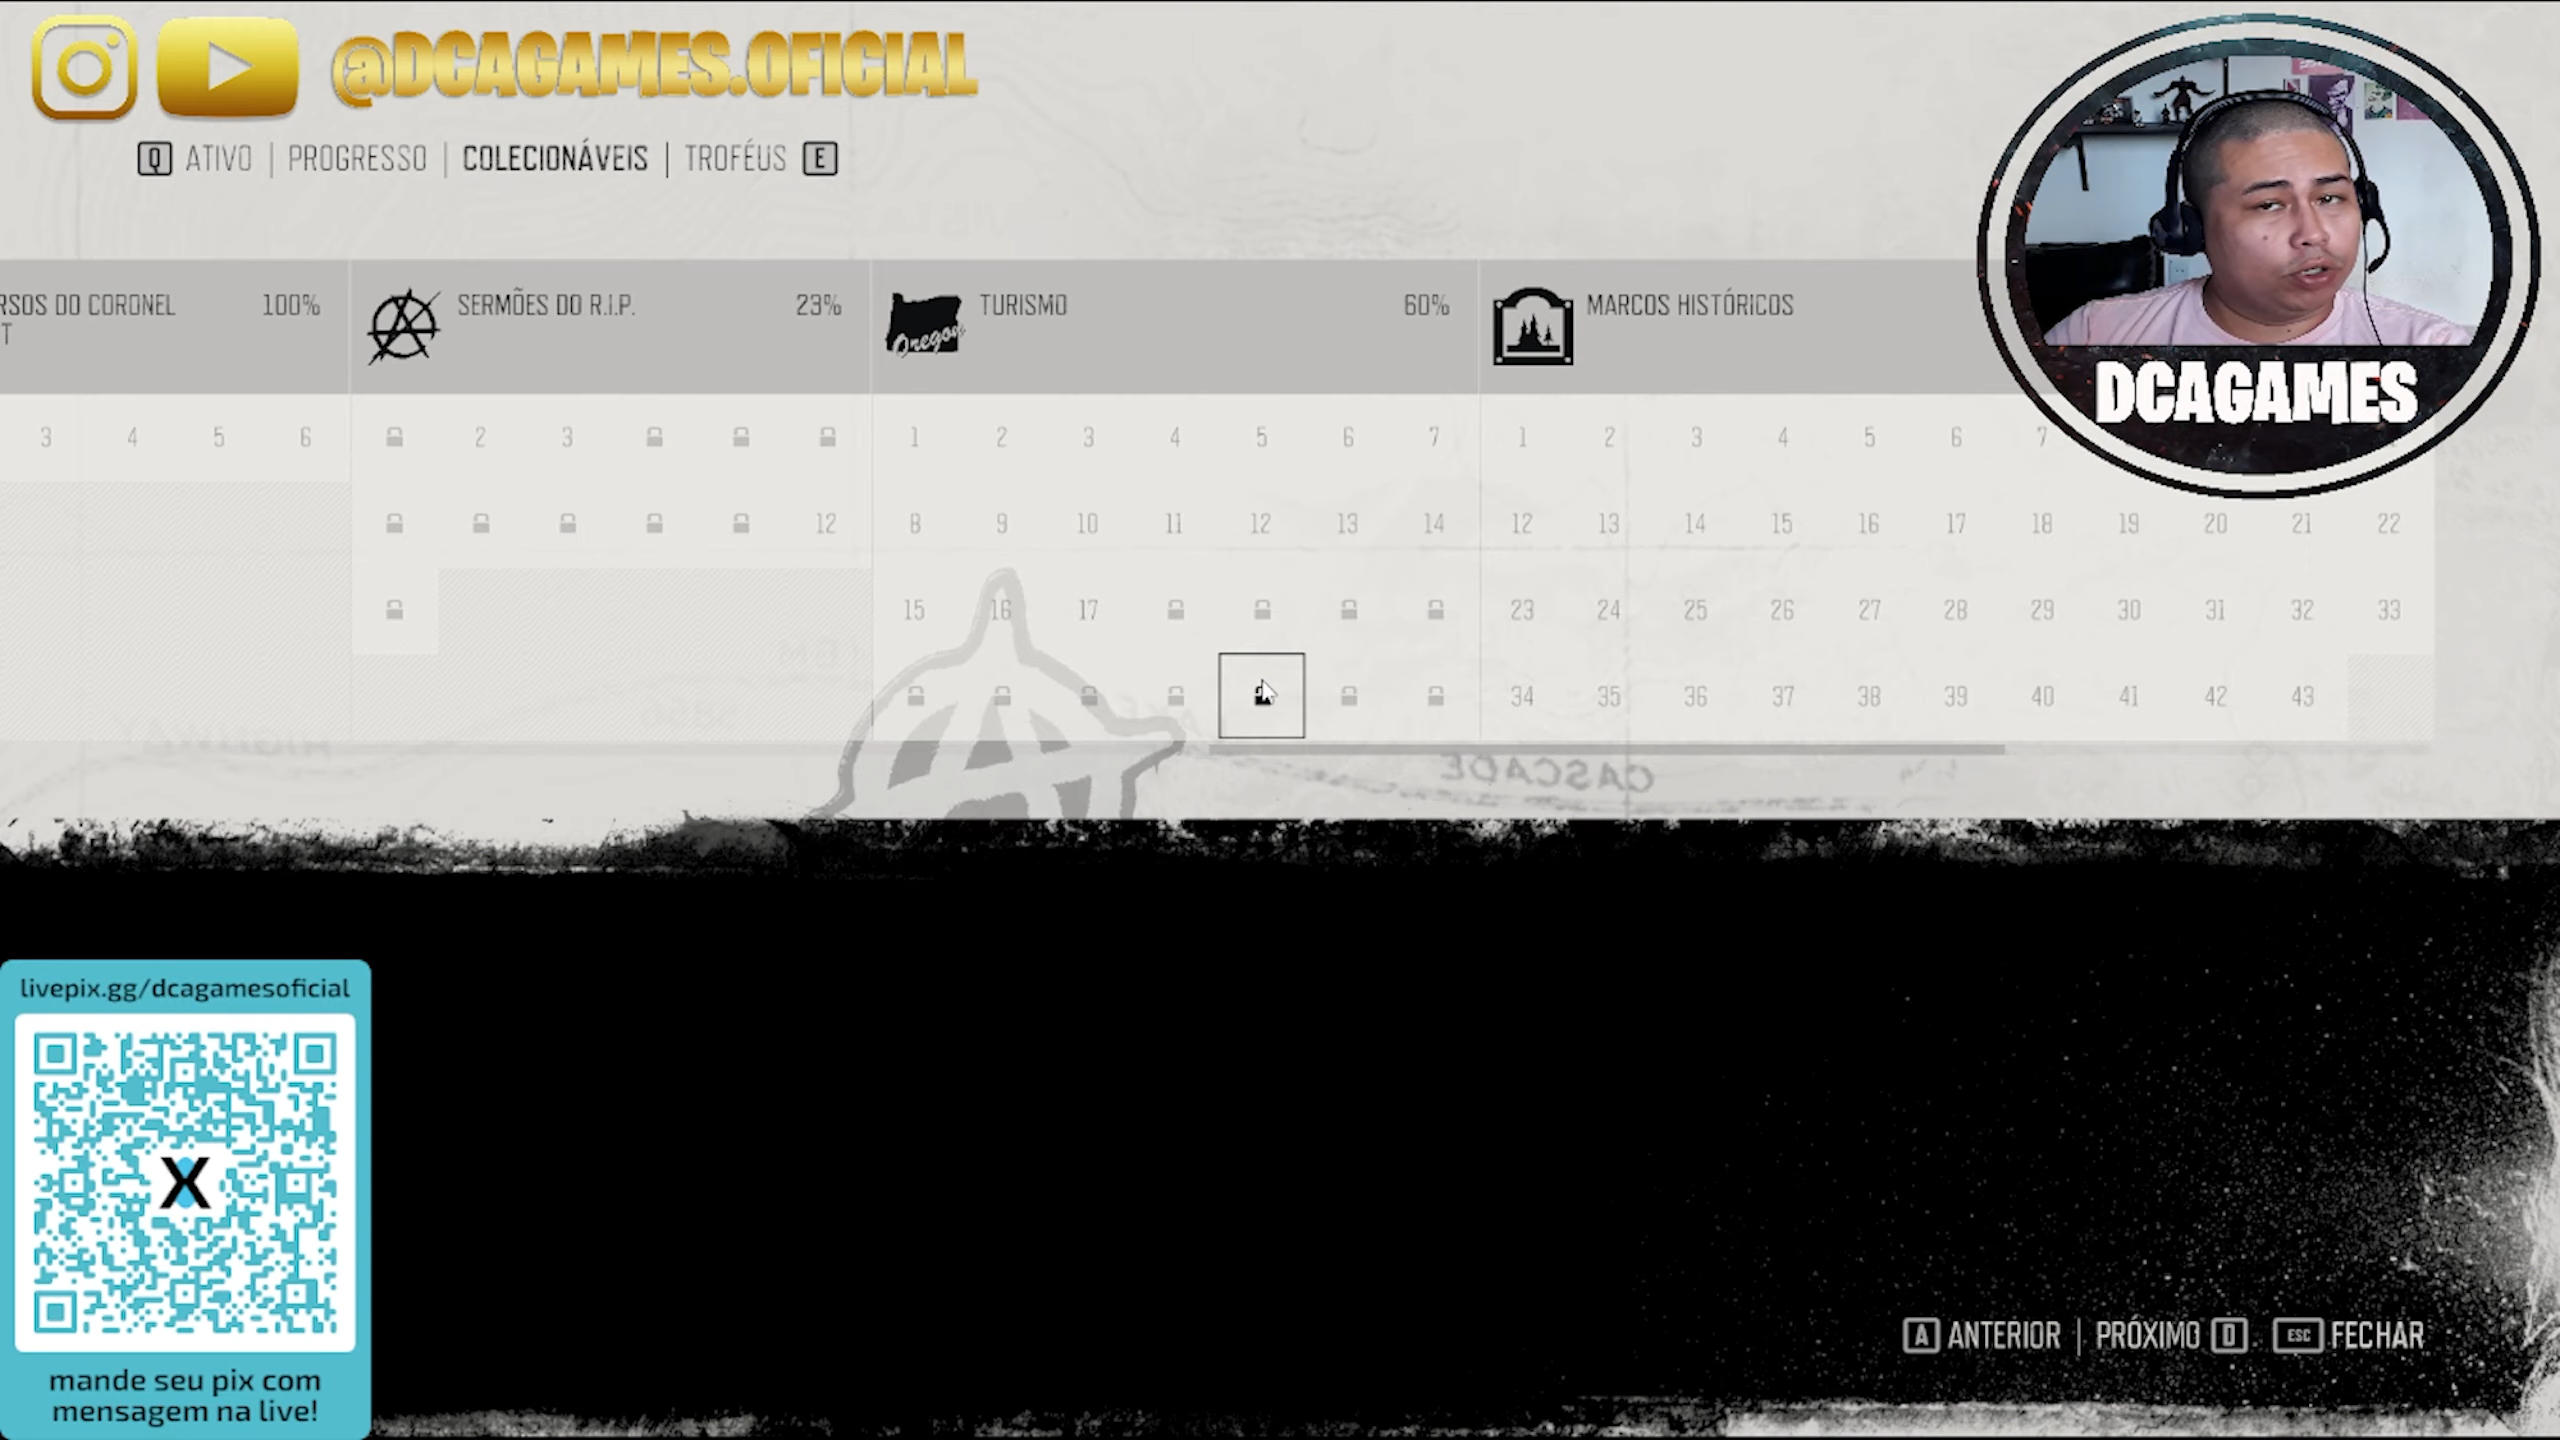 @DCAGAMES.OFICIAL
Q ATIVO | PROGRESSO | COLECIONÁVEIS | TROFÉUS E
RSOS DO CORONEL 100%
T
SERMÕES DO R.I.P. 23%
TURISMO 60%
Oregon
MARCOS HISTÓRICOS
DCAGAMES
3 4 5 6 2 3 1 2 3 4 5 6 7 1 2 3 4 5 6 7
12 8 9 10 11 12 13 14 12 13 14 15 16 17 18 19 20 21 22
15 16 17 23 24 25 26 27 28 29 30 31 32 33
34 35 36 37 38 39 40 41 42 43
CASCADE
livepix.gg/dcagamesoficial
X
mande seu pix com
mensagem na live!
A ANTERIOR | PRÓXIMO D ESC FECHAR